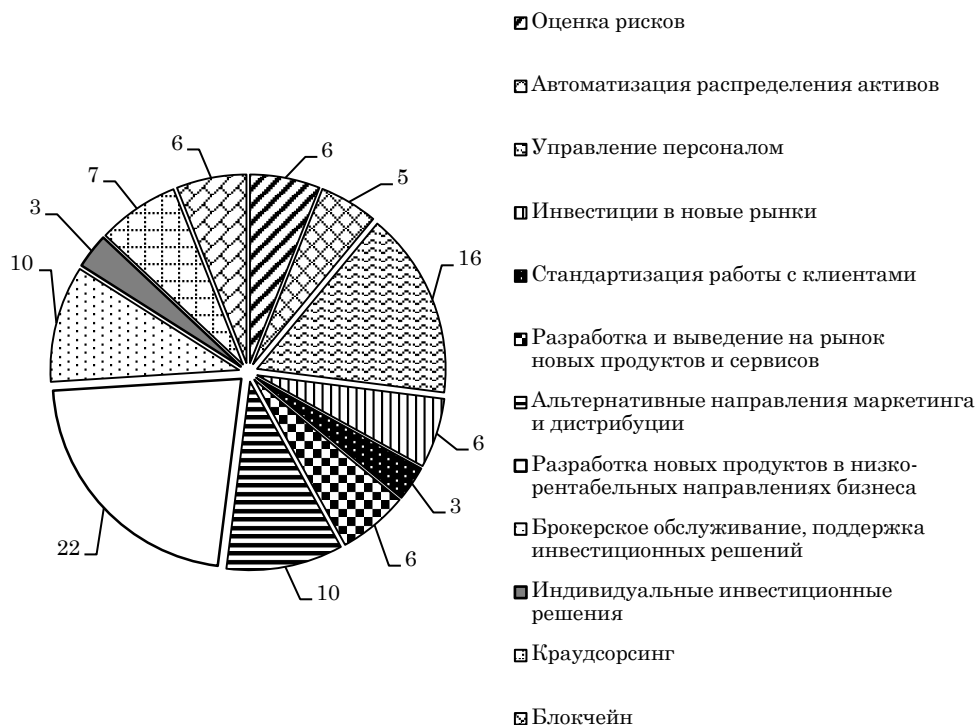 Оценка рисков
Автоматизация распределения активов
Управление персоналом
Инвестиции в новые рынки
Стандартизация работы с клиентами
Разработка и выведение на рынок
новых продуктов и сервисов
Альтернативные направления маркетинга
и дистрибуции
Разработка новых продуктов в низко-
рентабельных направлениях бизнеса
Брокерское обслуживание, поддержка
инвестиционных решений
Индивидуальные инвестиционные
решения
Краудсорсинг
Блокчейн
6
5
16
6
3
6
10
22
10
3
7
6